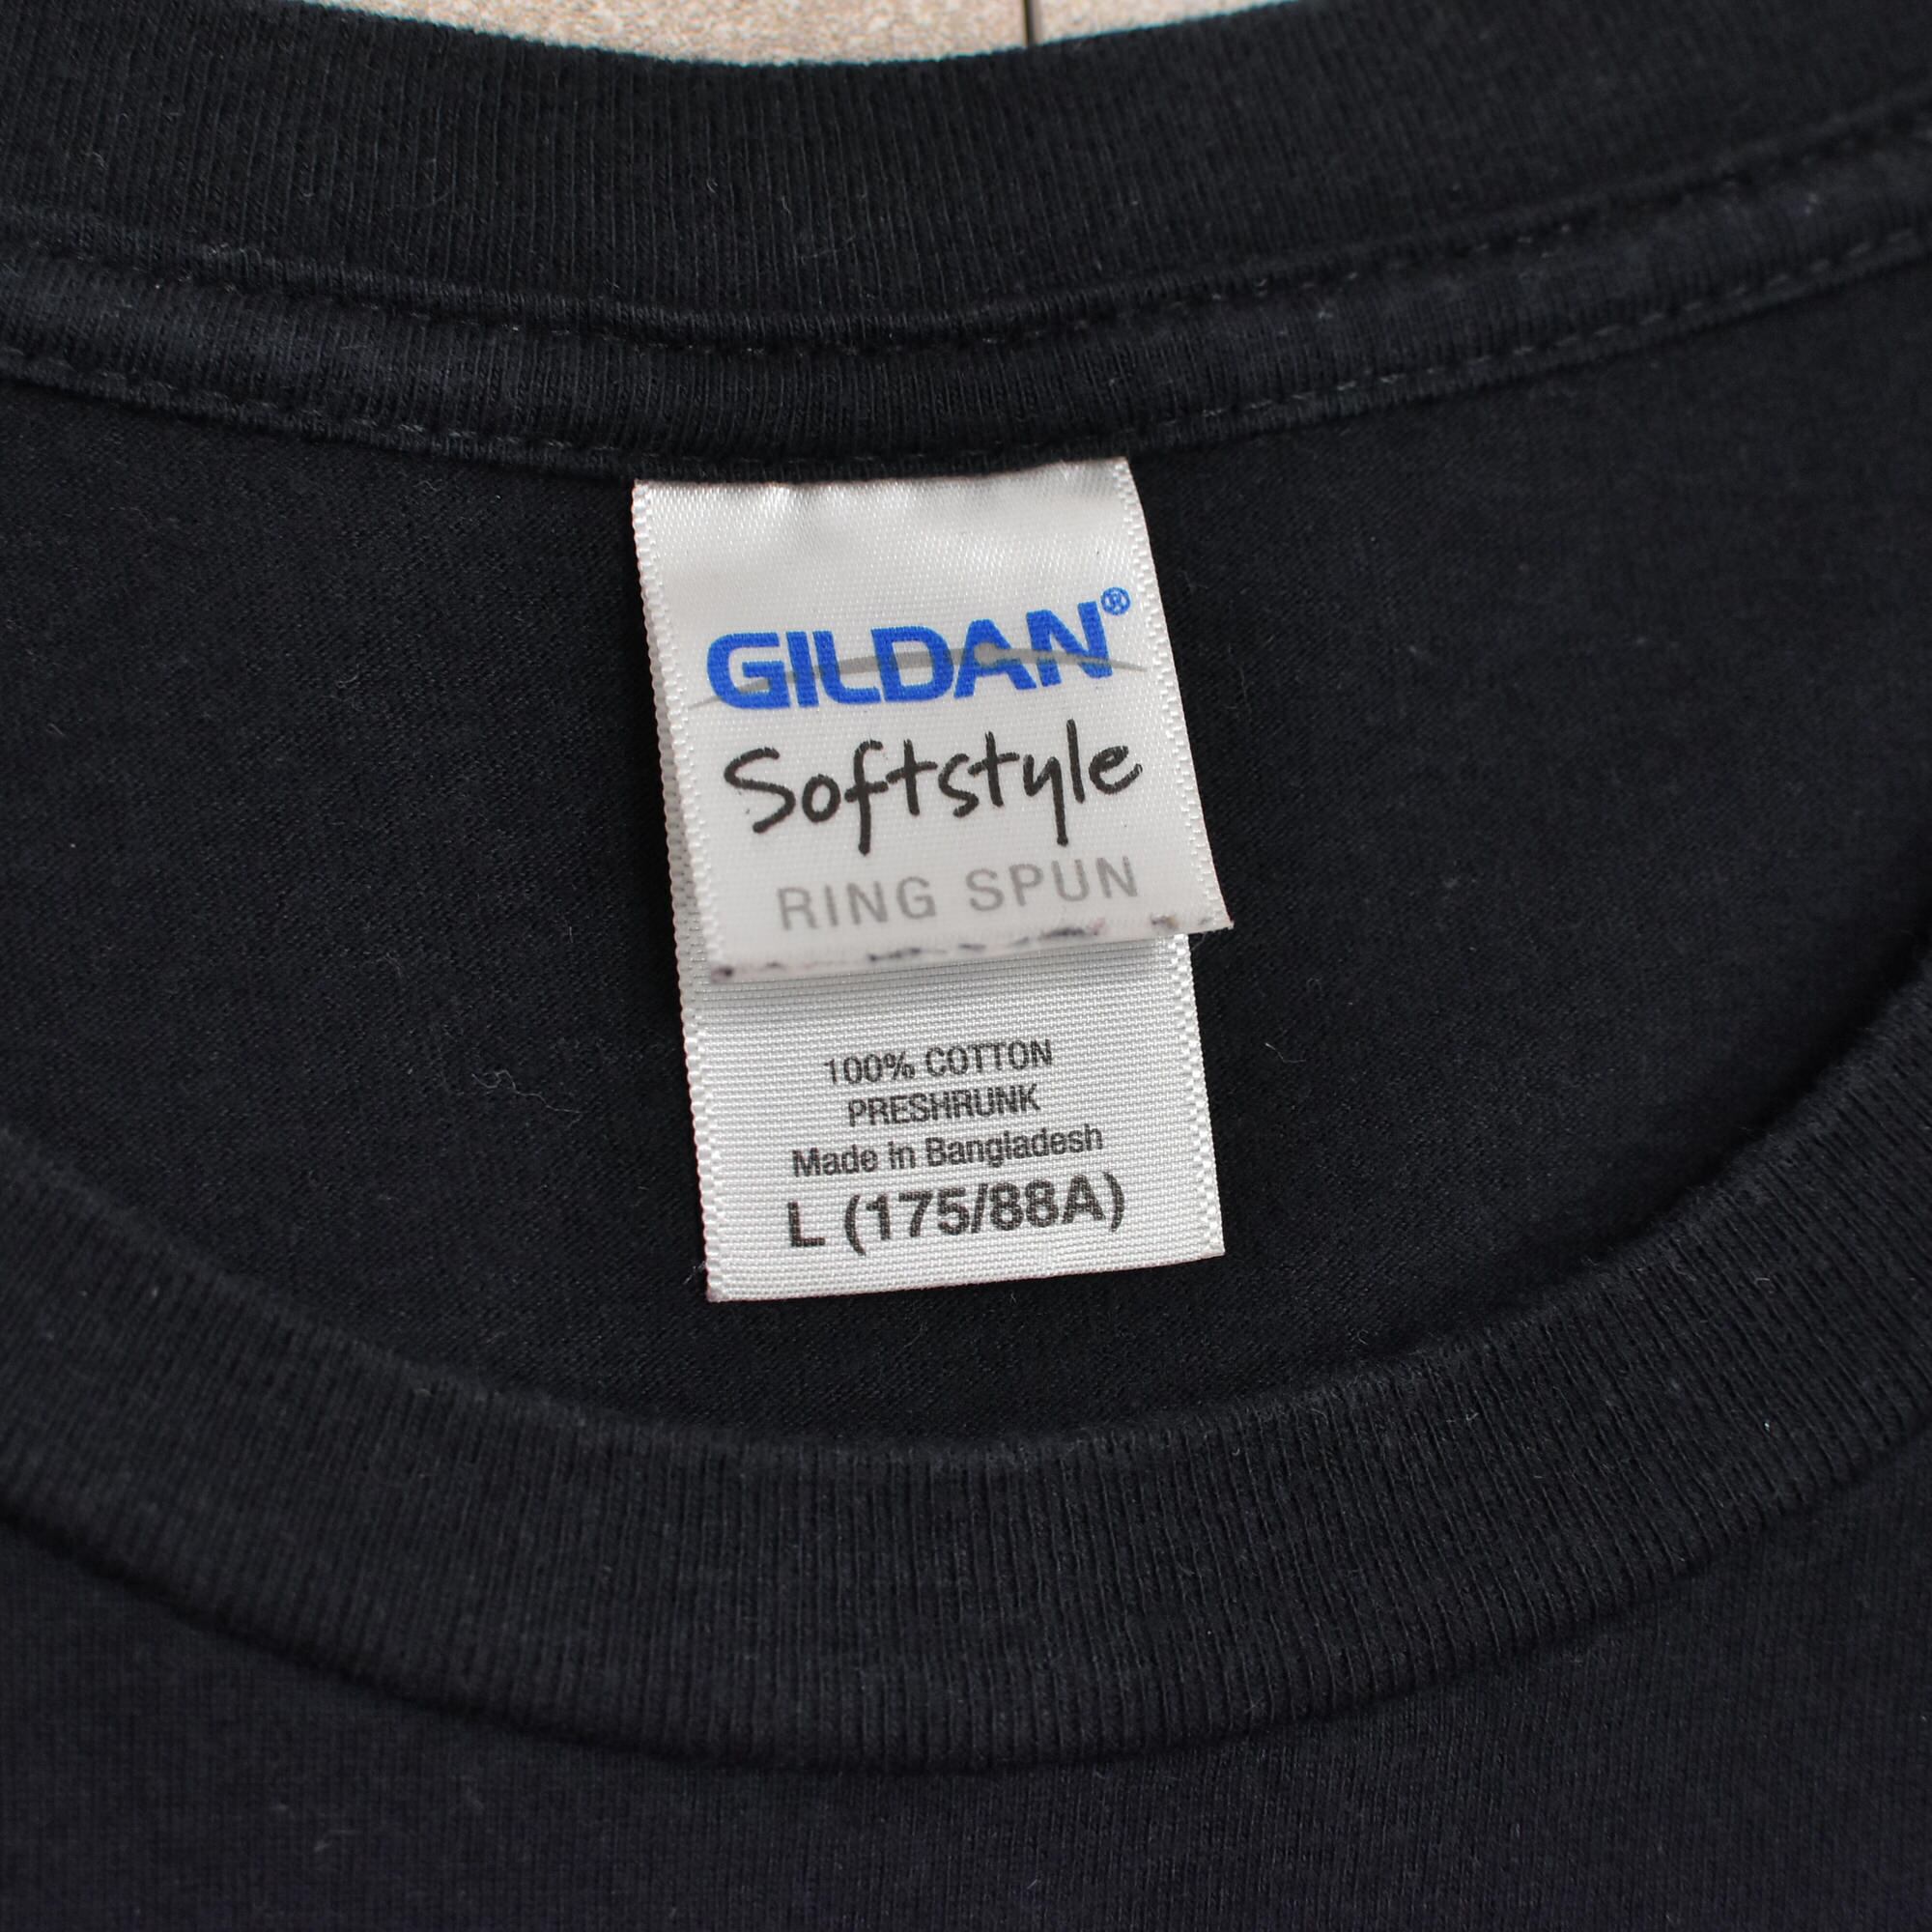 GILDAN®
Softstyle
RING SPUN
100% COTTON
PRESHRUNK
Made in Bangladesh
L (175/88A)